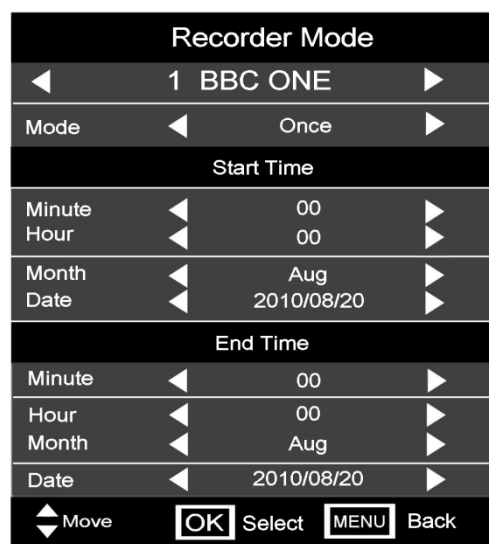 Recorder Mode
1 BBC ONE
Mode Once
Start Time
Minute 00
Hour 00
Month Aug
Date 2010/08/20
End Time
Minute 00
Hour 00
Month Aug
Date 2010/08/20
Move OK Select MENU Back